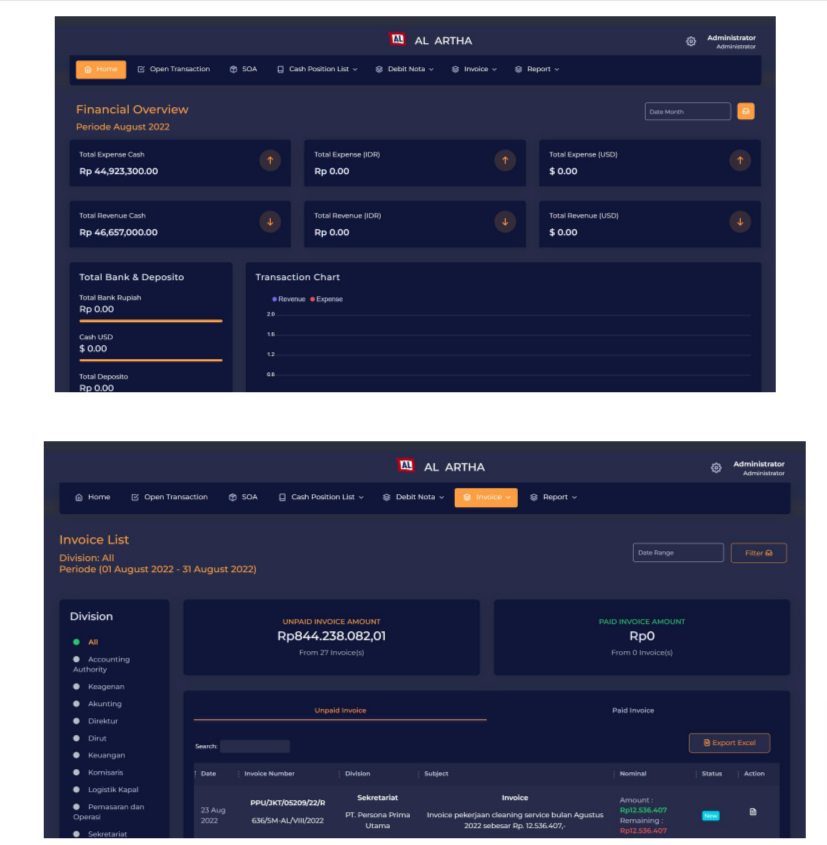 AL AL ARTHA
Administrator
Administrator
Home Open Transaction SOA Cash Position List Debit Nota Invoice Report
Financial Overview
Periode August 2022
Date Month
Total Expense Cash
Rp 44,923,300.00
Total Expense (IDR)
Rp 0.00
Total Expense (USD)
$ 0.00
Total Revenue Cash
Rp 46,657,000.00
Total Revenue (IDR)
Rp 0.00
Total Revenue (USD)
$ 0.00
Total Bank & Deposito
Total Bank Rupiah
Rp 0.00
Cash USD
$ 0.00
Total Deposito
Rp 0.00
Transaction Chart
Revenue Expense
2.0
1.6
1.2
0.8
AL AL ARTHA
Administrator
Administrator
Home Open Transaction SOA Cash Position List Debit Nota Invoice Report
Invoice List
Division: All
Periode (01 August 2022 - 31 August 2022)
Date Range
Filter
Division
All
Accounting
Authority
Keagenan
Akunting
Direktur
Dirut
Keuangan
Komisaris
Logistik Kapal
Pemasaran dan
Operasi
Sekretariat
UNPAID INVOICE AMOUNT
Rp844.238.082,01
From 27 Invoice(s)
PAID INVOICE AMOUNT
Rp0
From 0 Invoice(s)
Unpaid Invoice
Paid Invoice
Search:
Export Excel
Date Invoice Number Division Subject Nominal Status Action
23 Aug
2022
PPU/JKT/05209/22/R
636/SM-AL/VIII/2022
Sekretariat
PT. Persona Prima
Utama
Invoice
Invoice pekerjaan cleaning service bulan Agustus
2022 sebesar Rp. 12.536.407,-
Amount :
Rp12.536.407
Remaining :
Rp12.536.407
New